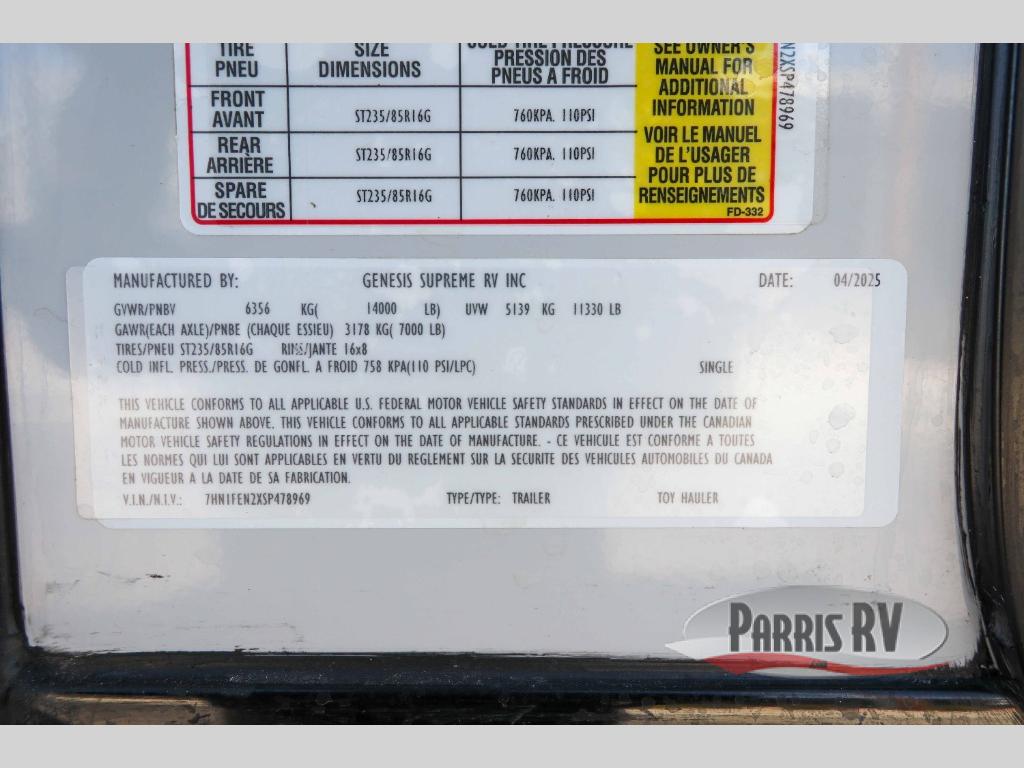 TIRE SIZE COLD TIRE PRESSURE
PNEU DIMENSIONS PRESSION DES
PNEUS A FROID
FRONT
AVANT ST235/85R16G 760KPA. 110PSI
REAR
ARRIÈRE ST235/85R16G 760KPA. 110PSI
SPARE
DE SECOURS ST235/85R16G 760KPA. 110PSI
SEE OWNER'S
MANUAL FOR
ADDITIONAL
INFORMATION
VOIR LE MANUEL
DE L'USAGER
POUR PLUS DE
RENSEIGNEMENTS
FD-332
N2XSP478969
MANUFACTURED BY: GENESIS SUPREME RV INC DATE: 04/2025
GVWR/PNBV 6356 KG( 14000 LB) UVW 5139 KG 11330 LB
GAWR(EACH AXLE)/PNBE (CHAQUE ESSIEU) 3178 KG( 7000 LB)
TIRES/PNEU ST235/85R16G RIMS/JANTE 16x8
COLD INFL. PRESS./PRESS. DE GONFL. A FROID 758 KPA(110 PSI/LPC) SINGLE
THIS VEHICLE CONFORMS TO ALL APPLICABLE U.S. FEDERAL MOTOR VEHICLE SAFETY STANDARDS IN EFFECT ON THE DATE OF
MANUFACTURE SHOWN ABOVE. THIS VEHICLE CONFORMS TO ALL APPLICABLE STANDARDS PRESCRIBED UNDER THE CANADIAN
MOTOR VEHICLE SAFETY REGULATIONS IN EFFECT ON THE DATE OF MANUFACTURE. - CE VEHICULE EST CONFORME A TOUTES
LES NORMES QUI LUI SONT APPLICABLES EN VERTU DU REGLEMENT SUR LA SECURITE DES VEHICULES AUTOMOBILES DU CANADA
EN VIGUEUR A LA DATE DE SA FABRICATION.
V.I.N./N.I.V.: 7HN1FEN2XSP478969 TYPE/TYPE: TRAILER TOY HAULER
PARRIS RV